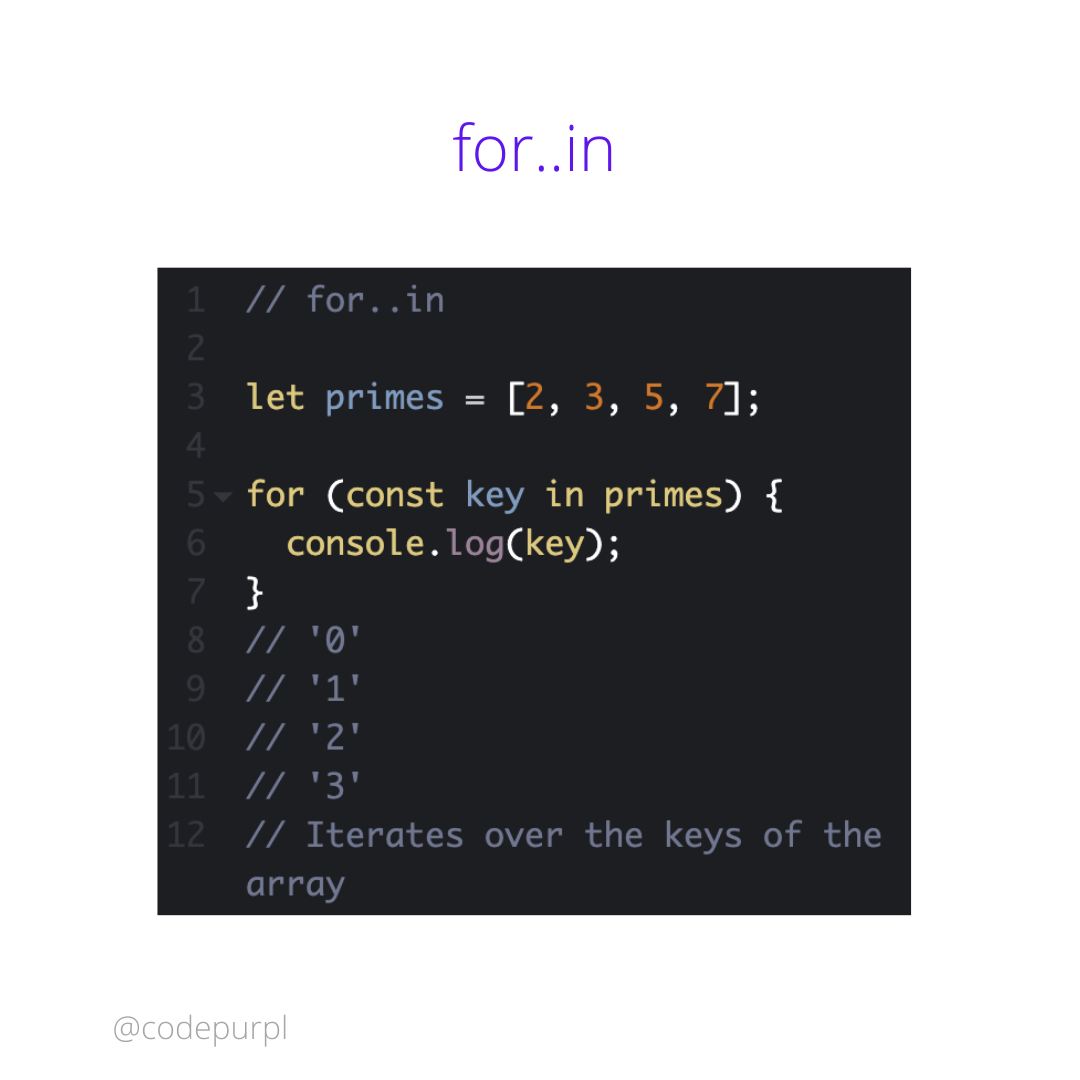 for..in
1 // for..in
2
3 let primes = [2, 3, 5, 7];
4
5 for (const key in primes) {
6   console.log(key);
7 }
8 // '0'
9 // '1'
10 // '2'
11 // '3'
12 // Iterates over the keys of the
array
@codepurpl